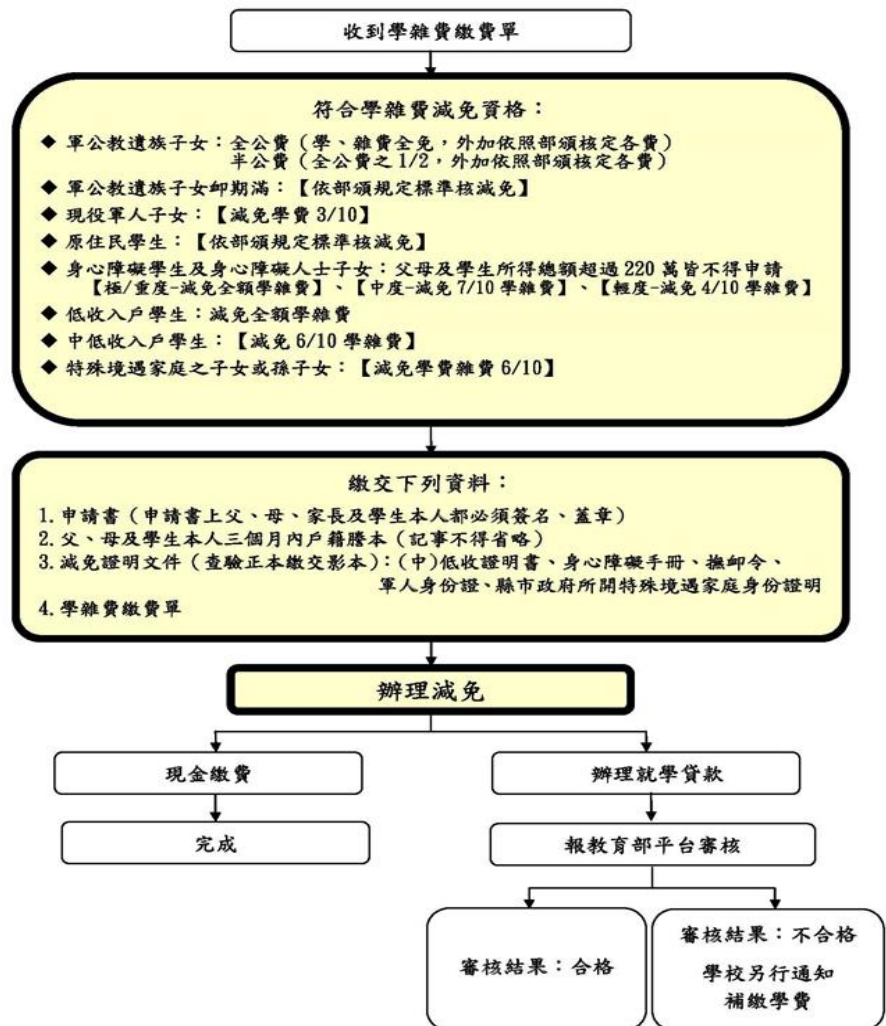 收到學雜費繳費單
符合學雜費減免資格：
◆ 軍公教遺族子女：全公費（學、雜費全免，外加依照部頒核定各費）
半公費（全公費之 1/2，外加依照部頒核定各費）
◆ 軍公教遺族子女卹期滿：【依部頒規定標準核減免】
◆ 現役軍人子女：【減免學費 3/10】
◆ 原住民學生：【依部頒規定標準核減免】
◆ 身心障礙學生及身心障礙人士子女：父母及學生所得總額超過 220 萬皆不得申請
【極/重度-減免全額學雜費】、【中度-減免 7/10 學雜費】、【輕度-減免 4/10 學雜費】
◆ 低收入戶學生：減免全額學雜費
◆ 中低收入戶學生：【減免 6/10 學雜費】
◆ 特殊境遇家庭之子女或孫子女：【減免學費雜費 6/10】
繳交下列資料：
1. 申請書（申請書上父、母、家長及學生本人都必須簽名、蓋章）
2. 父、母及學生本人三個月內戶籍謄本（記事不得省略）
3. 減免證明文件（查驗正本繳交影本）：(中)低收證明書、身心障礙手冊、撫卹令、
軍人身份證、縣市政府所開特殊境遇家庭身份證明
4. 學雜費繳費單
辦理減免
現金繳費
辦理就學貸款
完成
報教育部平台審核
審核結果：合格
審核結果：不合格
學校另行通知
補繳學費